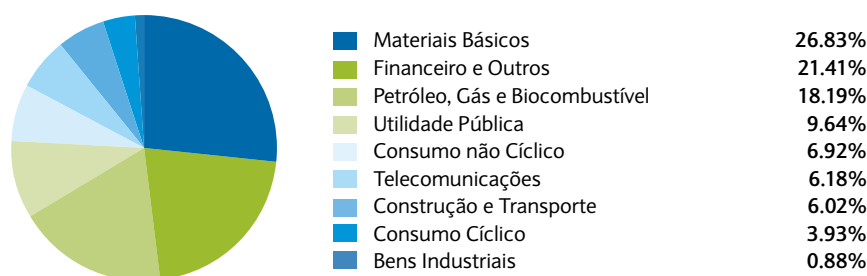 Materiais Básicos 26.83%
Financeiro e Outros 21.41%
Petróleo, Gás e Biocombustível 18.19%
Utilidade Pública 9.64%
Consumo não Cíclico 6.92%
Telecomunicações 6.18%
Construção e Transporte 6.02%
Consumo Cíclico 3.93%
Bens Industriais 0.88%